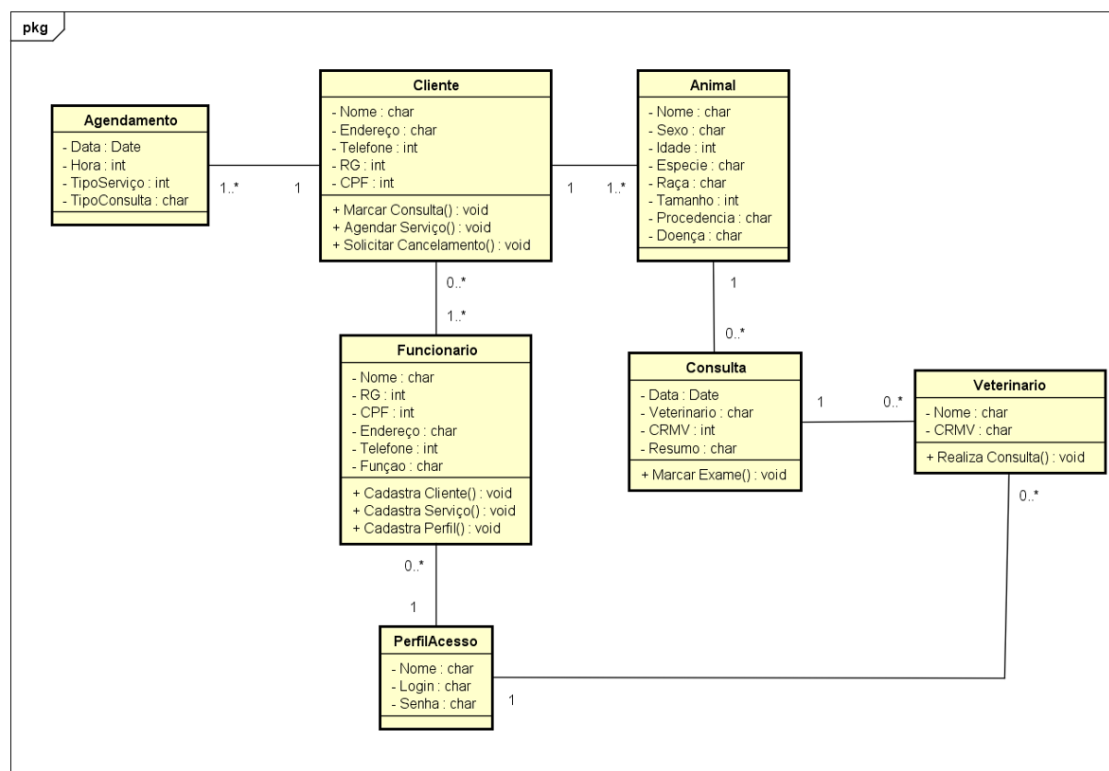 pkg
Agendamento
- Data : Date
- Hora : int
- TipoServiço : int
- TipoConsulta : char
1..*
1
Cliente
- Nome : char
- Endereço : char
- Telefone : int
- RG : int
- CPF : int
+ Marcar Consulta() : void
+ Agendar Serviço() : void
+ Solicitar Cancelamento() : void
1
1..*
Animal
- Nome : char
- Sexo : char
- Idade : int
- Especie : char
- Raça : char
- Tamanho : int
- Procedencia : char
- Doença : char
0..*
1..*
1
0..*
Funcionario
- Nome : char
- RG : int
- CPF : int
- Endereço : char
- Telefone : int
- Funçao : char
+ Cadastra Cliente() : void
+ Cadastra Serviço() : void
+ Cadastra Perfil() : void
Consulta
- Data : Date
- Veterinario : char
- CRMV : int
- Resumo : char
+ Marcar Exame() : void
1
0..*
Veterinario
- Nome : char
- CRMV : char
+ Realiza Consulta() : void
0..*
0..*
1
PerfilAcesso
- Nome : char
- Login : char
- Senha : char
1